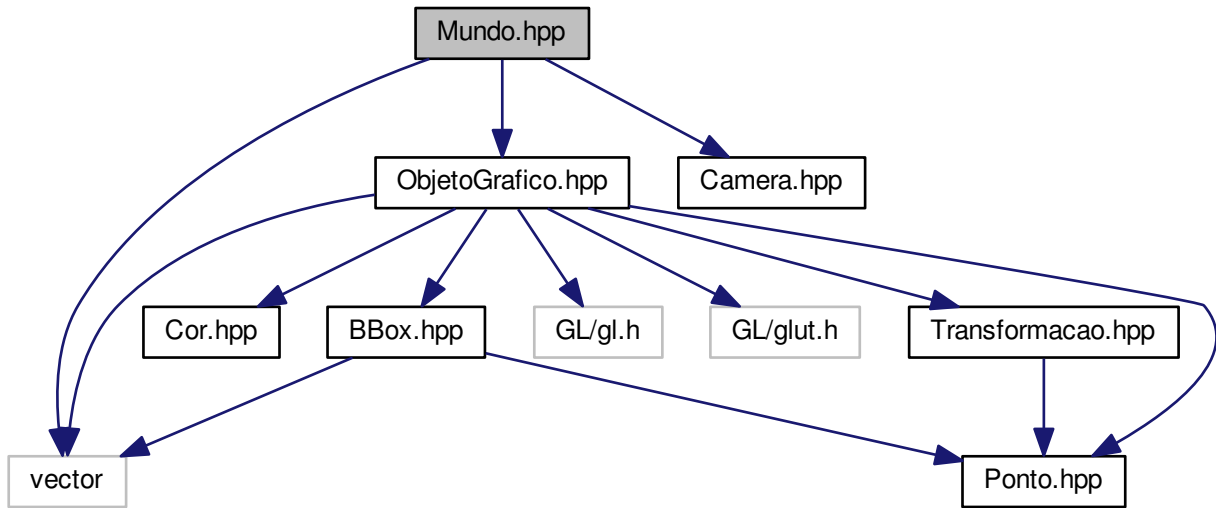 Mundo.hpp
ObjetoGrafico.hpp
Camera.hpp
Cor.hpp
BBox.hpp
GL/gl.h
GL/glut.h
Transformacao.hpp
vector
Ponto.hpp